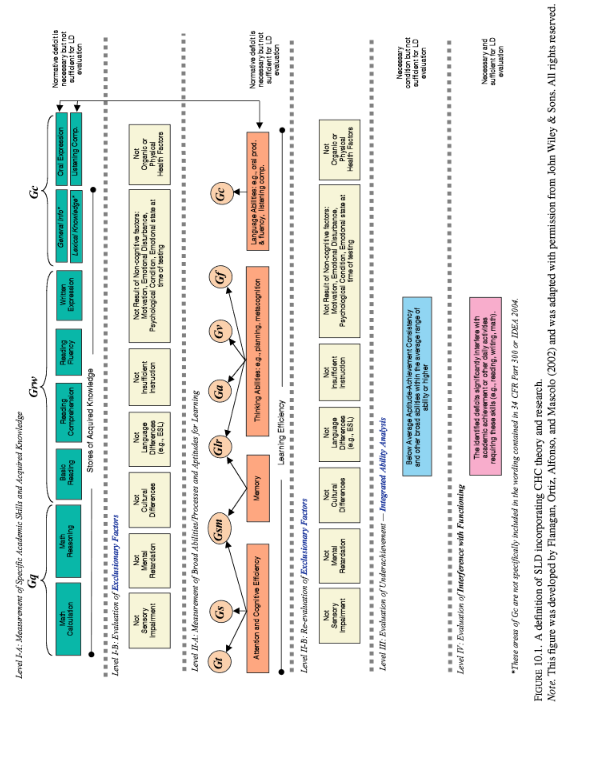 Level I-A: Measurement of Specific Academic Skills and Acquired Knowledge
Gq
Grw
Gc
Math
Calculation
Math
Reasoning
Basic
Reading
Reading
Comprehension
Reading
Fluency
Written
Expression
General Info*
Lexical Knowledge*
Oral Expression
Listening Comp.
Normative deficit is
necessary but not
sufficient for LD
evaluation
Stores of Acquired Knowledge
Level I-B: Evaluation of Exclusionary Factors
Not
Sensory
Impairment
Not
Mental
Retardation
Not
Cultural
Differences
Not
Language
Differences
(e.g., ESL)
Not
Insufficient
Instruction
Not Result of Non-cognitive factors:
Motivation, Emotional Disturbance,
Psychological Condition, Emotional state at
time of testing
Not
Organic or
Physical
Health Factors
Level II-A: Measurement of Broad Abilities/Processes and Aptitudes for Learning
Gt
Gs
Gsm
Glr
Ga
Gv
Gf
Gc
Attention and Cognitive Efficiency
Memory
Thinking Abilities: e.g., planning, metacognition
Language Abilities: e.g., oral prod.
& fluency, listening comp.
Normative deficit is
necessary but not
sufficient for LD
evaluation
Learning Efficiency
Level II-B: Re-evaluation of Exclusionary Factors
Not
Sensory
Impairment
Not
Mental
Retardation
Not
Cultural
Differences
Not
Language
Differences
(e.g., ESL)
Not
Insufficient
Instruction
Not Result of Non-cognitive factors:
Motivation, Emotional Disturbance,
Psychological Condition, Emotional state at
time of testing
Not
Organic or
Physical
Health Factors
Level III: Evaluation of Underachievement — Integrated Ability Analysis
Below Average Aptitude-Achievement Consistency
and other broad abilities within the average range of
ability or higher
Necessary
condition but not
sufficient for LD
evaluation
Level IV: Evaluation of Interference with Functioning
The identified deficits significantly interfere with
academic achievement or other daily activities
requiring these skills (e.g., reading, writing, math).
Necessary and
sufficient for LD
evaluation
*These areas of Gc are not specifically included in the wording contained in 34 CFR Part 300 or IDEA 2004.
FIGURE 10.1. A definition of SLD incorporating CHC theory and research.
Note. This figure was developed by Flanagan, Ortiz, Alfonso, and Mascolo (2002) and was adapted with permission from John Wiley & Sons. All rights reserved.